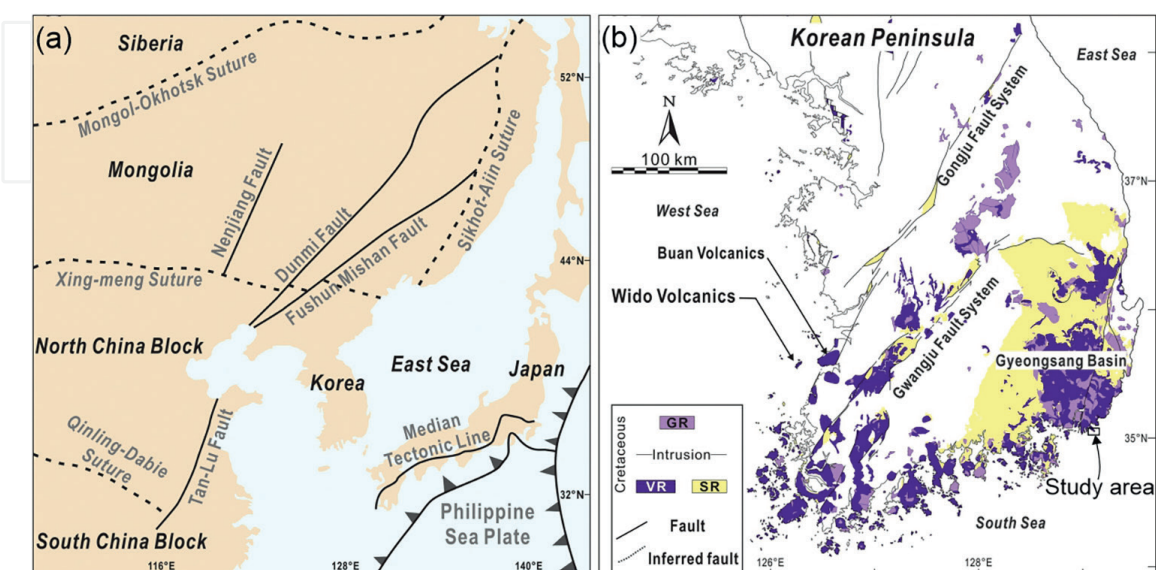 (a)
Siberia
Mongol-Okhotsk Suture
52°N
Mongolia
Nenjiang Fault
Dunmi Fault
Fushun Mishan Fault
Sikhot-Aiin Suture
Xing-meng Suture
44°N
North China Block
Korea
East Sea
Japan
Qinling-Dabie
Suture
Tan-Lu Fault
Median
Tectonic Line
32°N
Philippine
Sea Plate
South China Block
116°E
128°E
140°E
(b)
Korean Peninsula
East Sea
N
100 km
Gongju Fault System
37°N
West Sea
Buan Volcanics
Wido Volcanics
Gwangju Fault System
Gyeongsang Basin
35°N
Study area
South Sea
Cretaceous
GR
Intrusion
VR
SR
Fault
Inferred fault
126°E
128°E